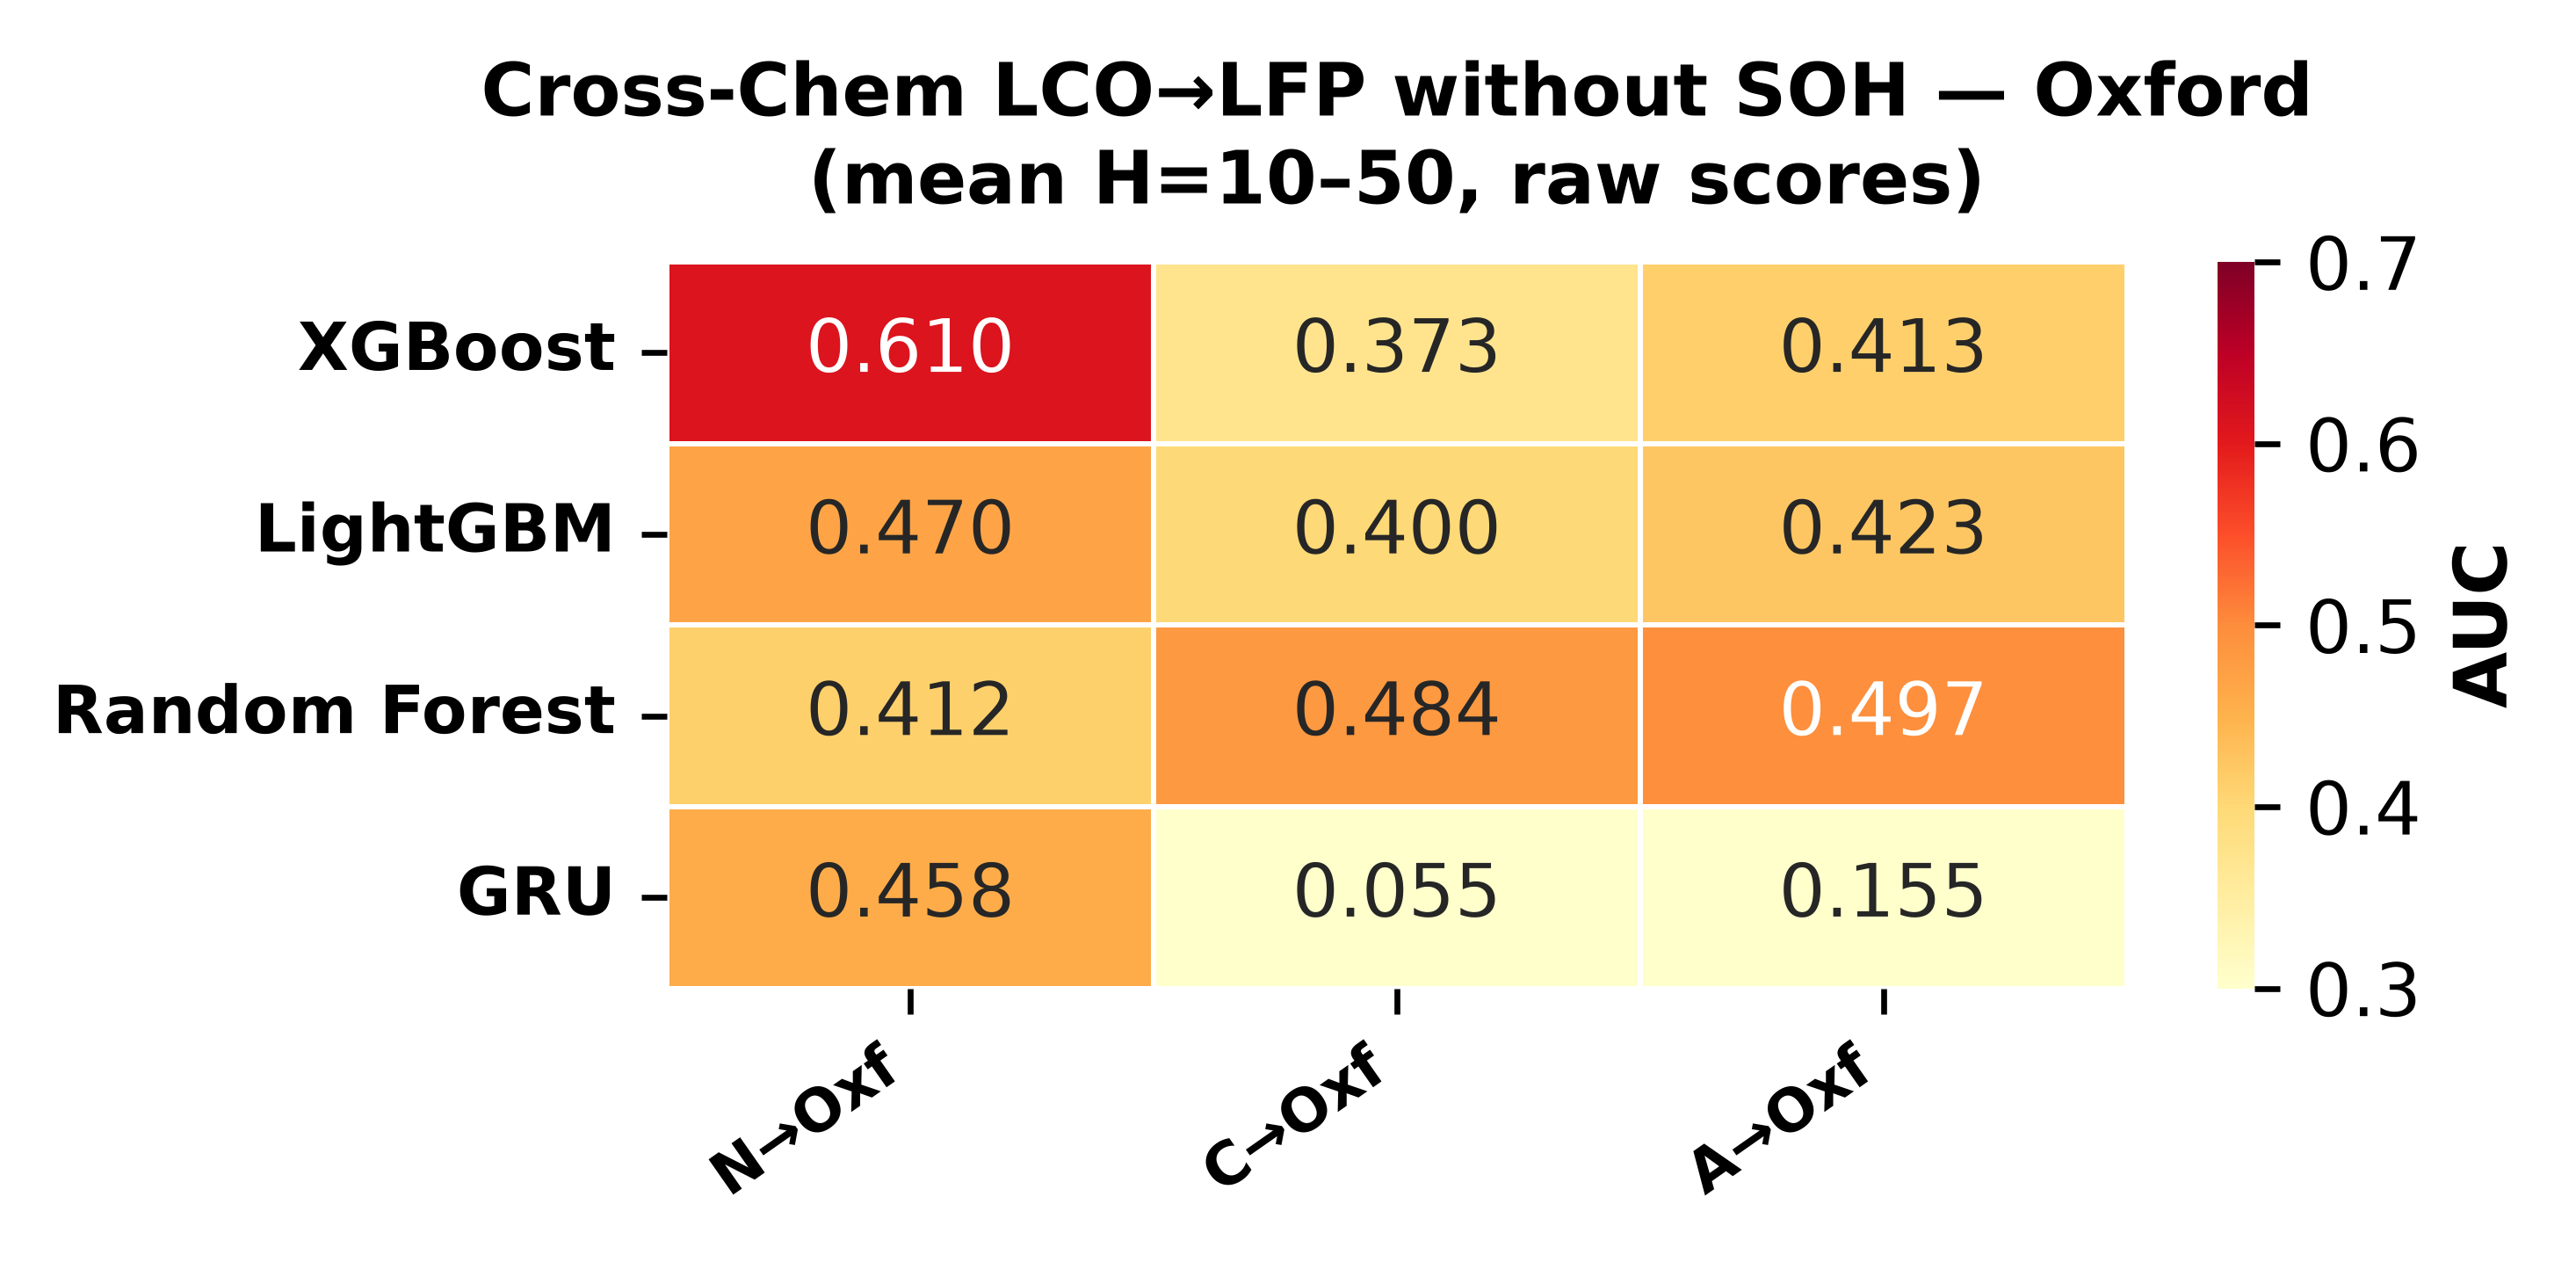 Cross-Chem LCO→LFP without SOH — Oxford
(mean H=10–50, raw scores)
XGBoost 0.610 0.373 0.413
LightGBM 0.470 0.400 0.423
Random Forest 0.412 0.484 0.497
GRU 0.458 0.055 0.155
N→Oxf C→Oxf A→Oxf
0.7
0.6
0.5
0.4
0.3
AUC